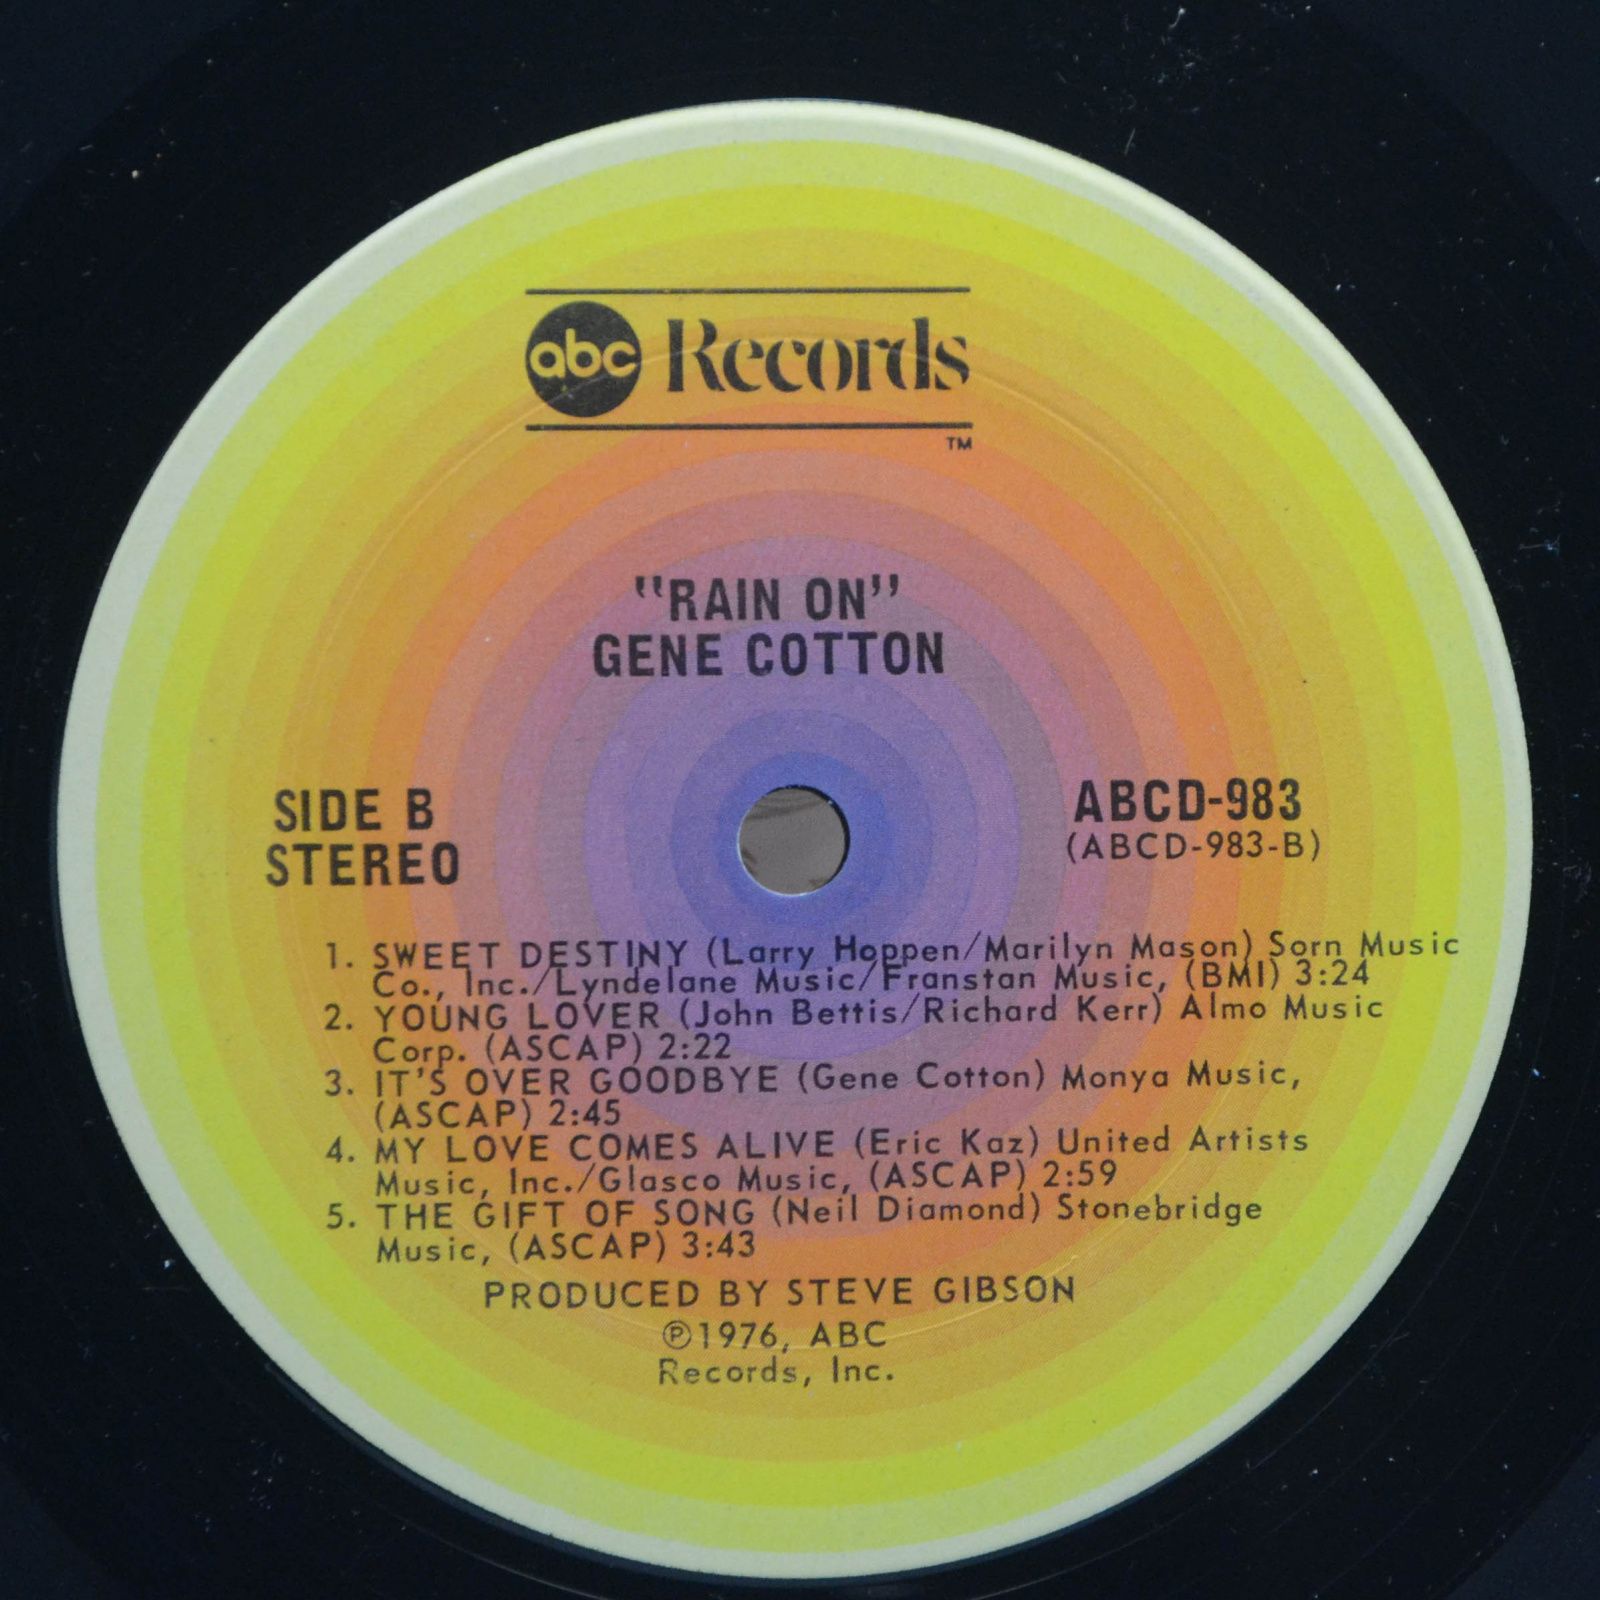 abc Records
TM
"RAIN ON"
GENE COTTON
SIDE B
STEREO
ABCD-983
(ABCD-983-B)
1. SWEET DESTINY (Larry Hoppen/Marilyn Mason) Sorn Music
Co., Inc./Lyndelane Music/Franstan Music, (BMI) 3:24
2. YOUNG LOVER (John Bettis/Richard Kerr) Almo Music
Corp. (ASCAP) 2:22
3. IT'S OVER GOODBYE (Gene Cotton) Monya Music,
(ASCAP) 2:45
4. MY LOVE COMES ALIVE (Eric Kaz) United Artists
Music, Inc./Glasco Music, (ASCAP) 2:59
5. THE GIFT OF SONG (Neil Diamond) Stonebridge
Music, (ASCAP) 3:43
PRODUCED BY STEVE GIBSON
℗1976, ABC
Records, Inc.